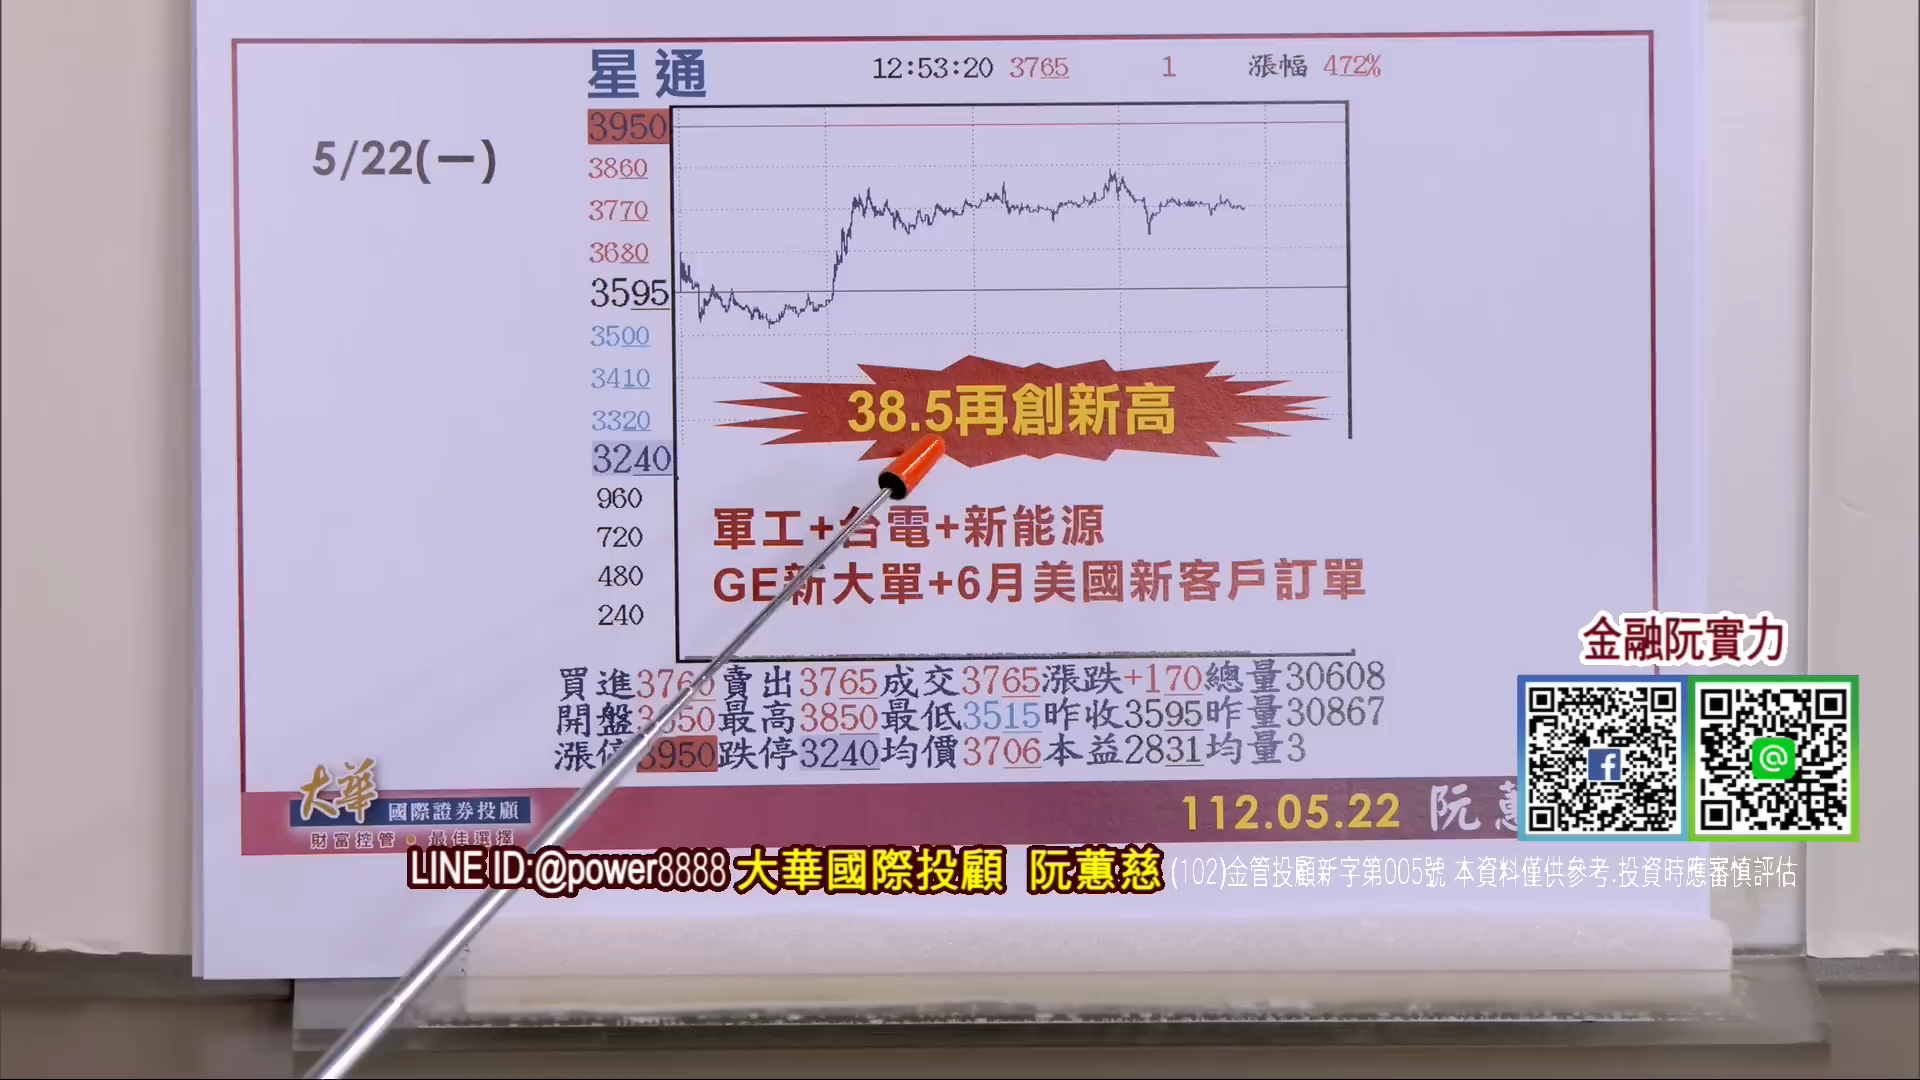 星通 12:53:20 3765 1 漲幅 472%
5/22(一)
3950
3860
3770
3680
3595
3500
3410
3320
3240
960
720
480
240
38.5再創新高
軍工+台電+新能源
GE新大單+6月美國新客戶訂單
買進3760賣出3765成交3765漲跌+170總量30608
開盤3650最高3850最低3515昨收3595昨量30867
漲停3950跌停3240均價3706本益2831均量3
金融阮實力
大華國際證券投顧
財富控管•最佳選擇
112.05.22 阮蕙
LINE ID:@power8888 大華國際投顧 阮蕙慈 (102)金管投顧新字第005號 本資料僅供參考.投資時應審慎評估